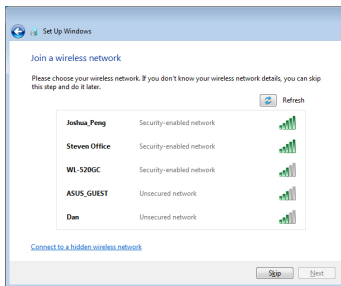 Set Up Windows
Join a wireless network
Please choose your wireless network. If you don't know your wireless network details, you can skip
this step and do it later.
Refresh
Joshua_Peng Security-enabled network
Steven Office Security-enabled network
WL-520GC Security-enabled network
ASUS_GUEST Unsecured network
Dan Unsecured network
Connect to a hidden wireless network
Skip Next